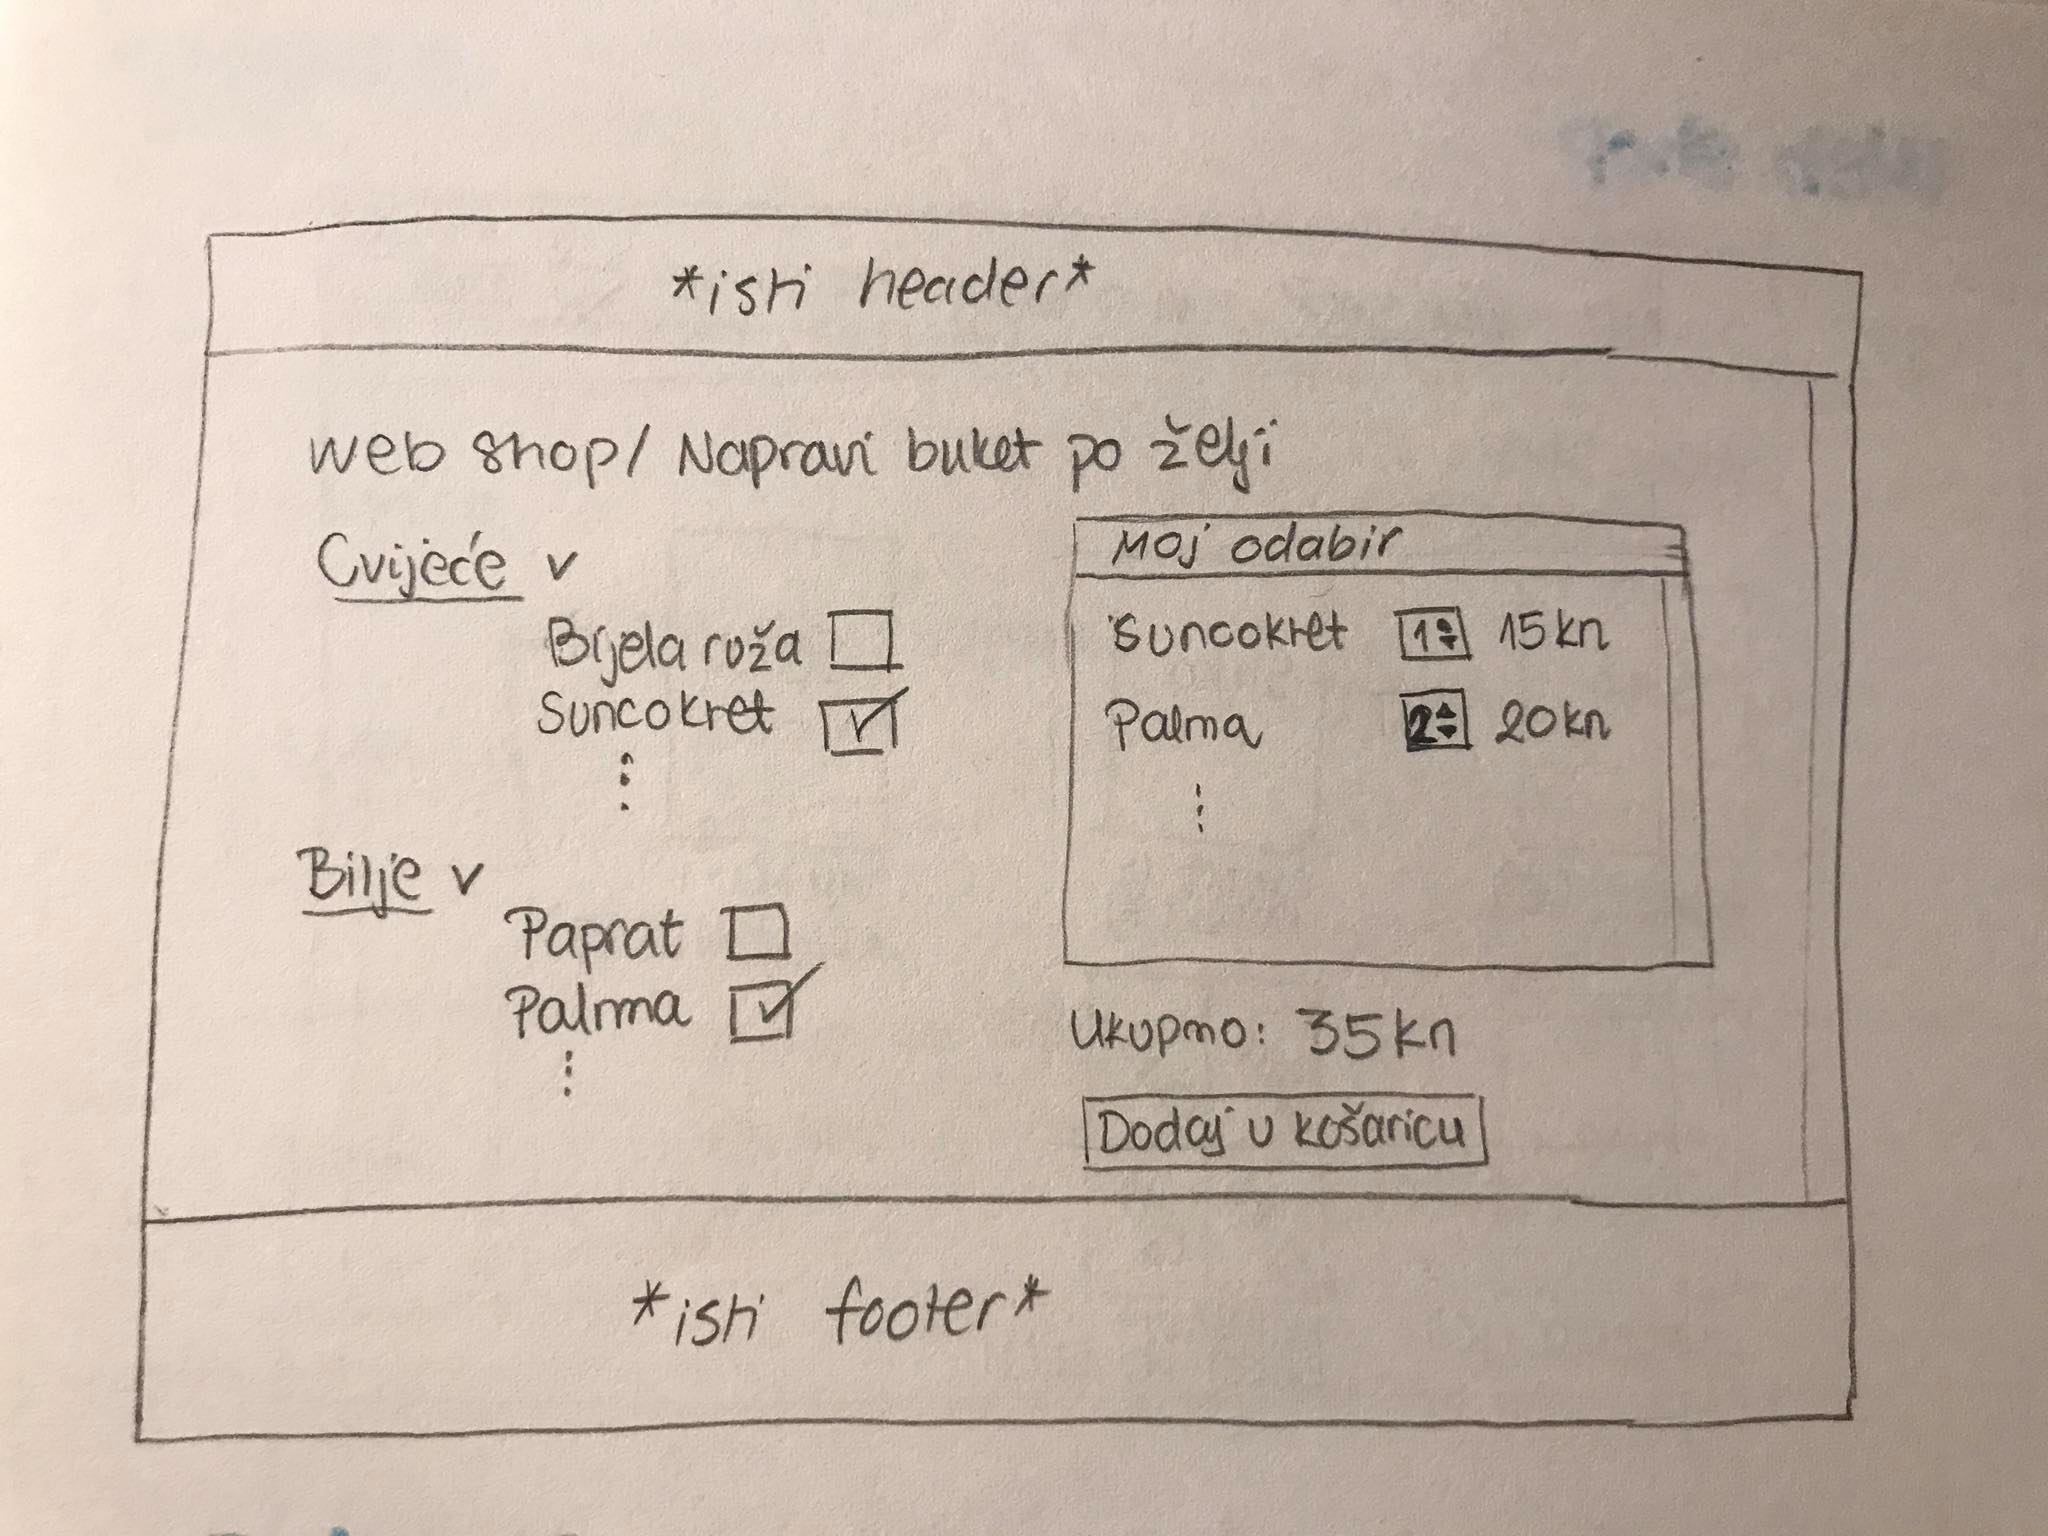 *isti header*
web shop/ Napravi buket po želji
Cvijeće v
Bijela ruža
Suncokret
Bilje v
Paprat
Palma
Moj odabir
Suncokret 1 15kn
Palma 2 20kn
Ukupno: 35kn
Dodaj u košaricu
*isti footer*